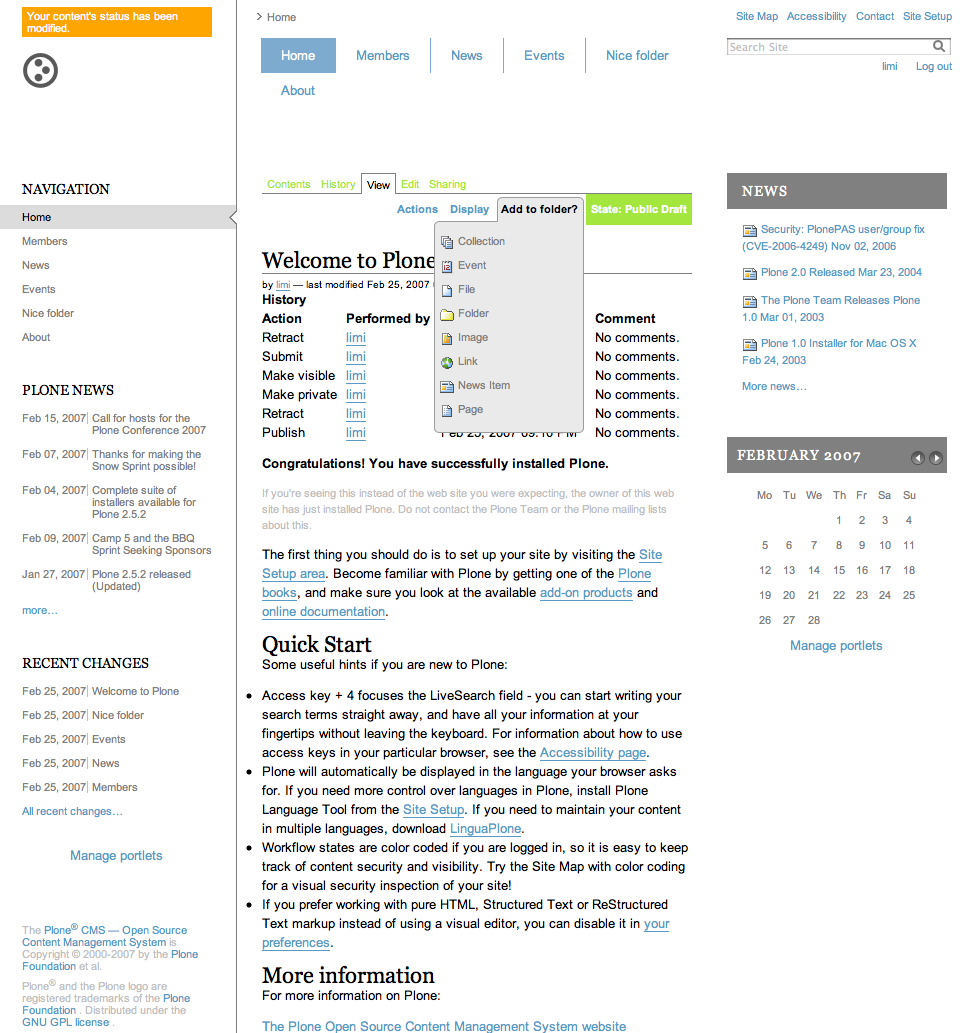 Your content's status has been
modified.
> Home
Site Map Accessibility Contact Site Setup
Search Site
limi Log out
Home Members News Events Nice folder
About
NAVIGATION
Home
Members
News
Events
Nice folder
About
PLONE NEWS
Feb 15, 2007 Call for hosts for the
Plone Conference 2007
Feb 07, 2007 Thanks for making the
Snow Sprint possible!
Feb 04, 2007 Complete suite of
installers available for
Plone 2.5.2
Feb 09, 2007 Camp 5 and the BBQ
Sprint Seeking Sponsors
Jan 27, 2007 Plone 2.5.2 released
(Updated)
more...
RECENT CHANGES
Feb 25, 2007 Welcome to Plone
Feb 25, 2007 Nice folder
Feb 25, 2007 Events
Feb 25, 2007 News
Feb 25, 2007 Members
All recent changes...
Manage portlets
The Plone® CMS — Open Source
Content Management System is
Copyright © 2000-2007 by the Plone
Foundation et al.
Plone® and the Plone logo are
registered trademarks of the Plone
Foundation . Distributed under the
GNU GPL license .
Contents History View Edit Sharing
Actions Display Add to folder? State: Public Draft
Collection
Event
File
Folder
Image
Link
News Item
Page
Welcome to Plone
by limi — last modified Feb 25, 2007
History
Action Performed by Comment
Retract limi No comments.
Submit limi No comments.
Make visible limi No comments.
Make private limi No comments.
Retract limi No comments.
Publish limi Feb 25, 2007 09:10 PM No comments.
Congratulations! You have successfully installed Plone.
If you're seeing this instead of the web site you were expecting, the owner of this web
site has just installed Plone. Do not contact the Plone Team or the Plone mailing lists
about this.
The first thing you should do is to set up your site by visiting the Site
Setup area. Become familiar with Plone by getting one of the Plone
books, and make sure you look at the available add-on products and
online documentation.
Quick Start
Some useful hints if you are new to Plone:
• Access key + 4 focuses the LiveSearch field - you can start writing your
search terms straight away, and have all your information at your
fingertips without leaving the keyboard. For information about how to use
access keys in your particular browser, see the Accessibility page.
• Plone will automatically be displayed in the language your browser asks
for. If you need more control over languages in Plone, install Plone
Language Tool from the Site Setup. If you need to maintain your content
in multiple languages, download LinguaPlone.
• Workflow states are color coded if you are logged in, so it is easy to keep
track of content security and visibility. Try the Site Map with color coding
for a visual security inspection of your site!
• If you prefer working with pure HTML, Structured Text or ReStructured
Text markup instead of using a visual editor, you can disable it in your
preferences.
More information
For more information on Plone:
The Plone Open Source Content Management System website
NEWS
Security: PlonePAS user/group fix
(CVE-2006-4249) Nov 02, 2006
Plone 2.0 Released Mar 23, 2004
The Plone Team Releases Plone
1.0 Mar 01, 2003
Plone 1.0 Installer for Mac OS X
Feb 24, 2003
More news...
FEBRUARY 2007
Mo Tu We Th Fr Sa Su
1 2 3 4
5 6 7 8 9 10 11
12 13 14 15 16 17 18
19 20 21 22 23 24 25
26 27 28
Manage portlets